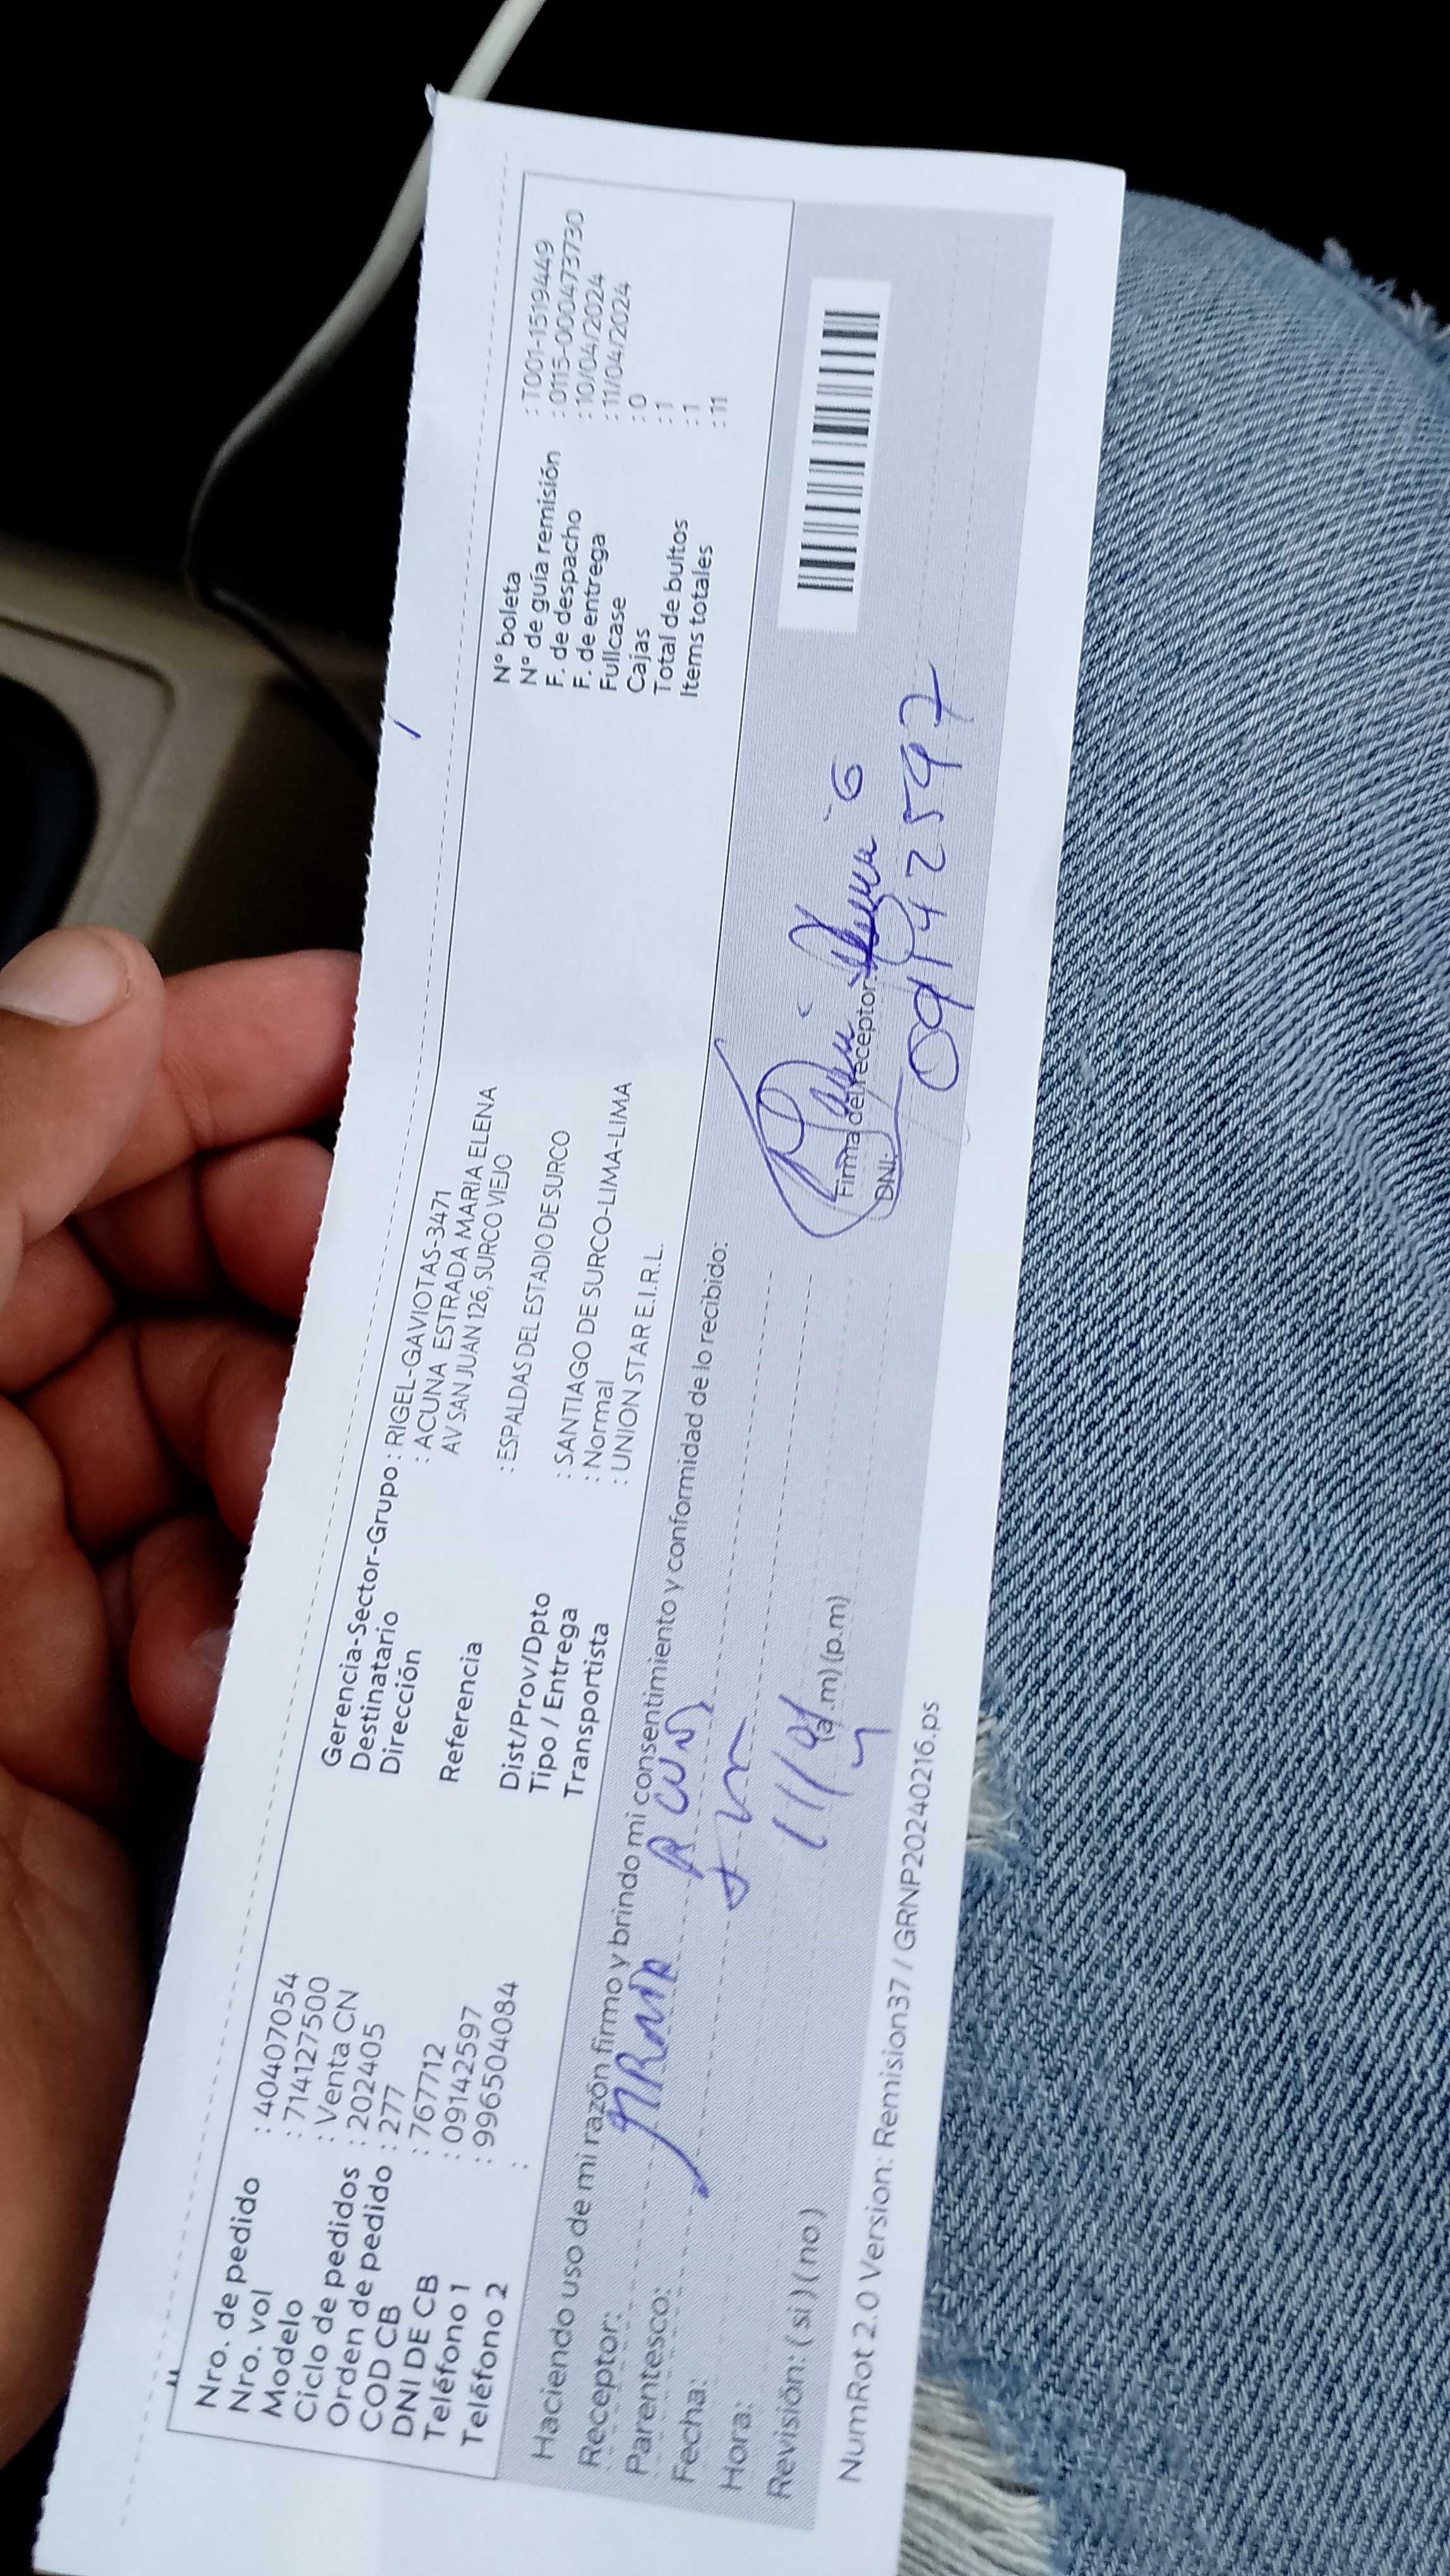 Nro. de pedido : 40407054
Nro. vol : 714127500
Modelo : Venta CN
Ciclo de pedidos : 202405
Orden de pedido : 277
COD CB : 767712
DNI DE CB : 09142597
Teléfono 1 : 996504084
Teléfono 2 :
Gerencia-Sector-Grupo : RIGEL-GAVIOTAS-3471
Destinatario : ACUNA ESTRADA MARIA ELENA
Dirección AV SAN JUAN 126, SURCO VIEJO
Referencia : ESPALDAS DEL ESTADIO DE SURCO
Dist/Prov/Dpto : SANTIAGO DE SURCO-LIMA-LIMA
Tipo / Entrega : Normal
Transportista : UNION STAR E.I.R.L.
N° boleta
N° de guía remisión : T001-1519449
F. de despacho : 0115-0000473730
F. de entrega : 10/04/2024
Fullcase : 11/04/2024
Cajas : 0
Total de bultos : 1
Items totales : 1
: 11
Haciendo uso de mi razón firmo y brindo mi consentimiento y conformidad de lo recibido:
Receptor:
Parentesco:
Fecha:
Hora: (a.m) (p.m)
Revisión: ( si ) ( no )
Firma del receptor:
DNI: 09142597
NumRot 2.0 Version: Remision37 / GRNP20240216.ps